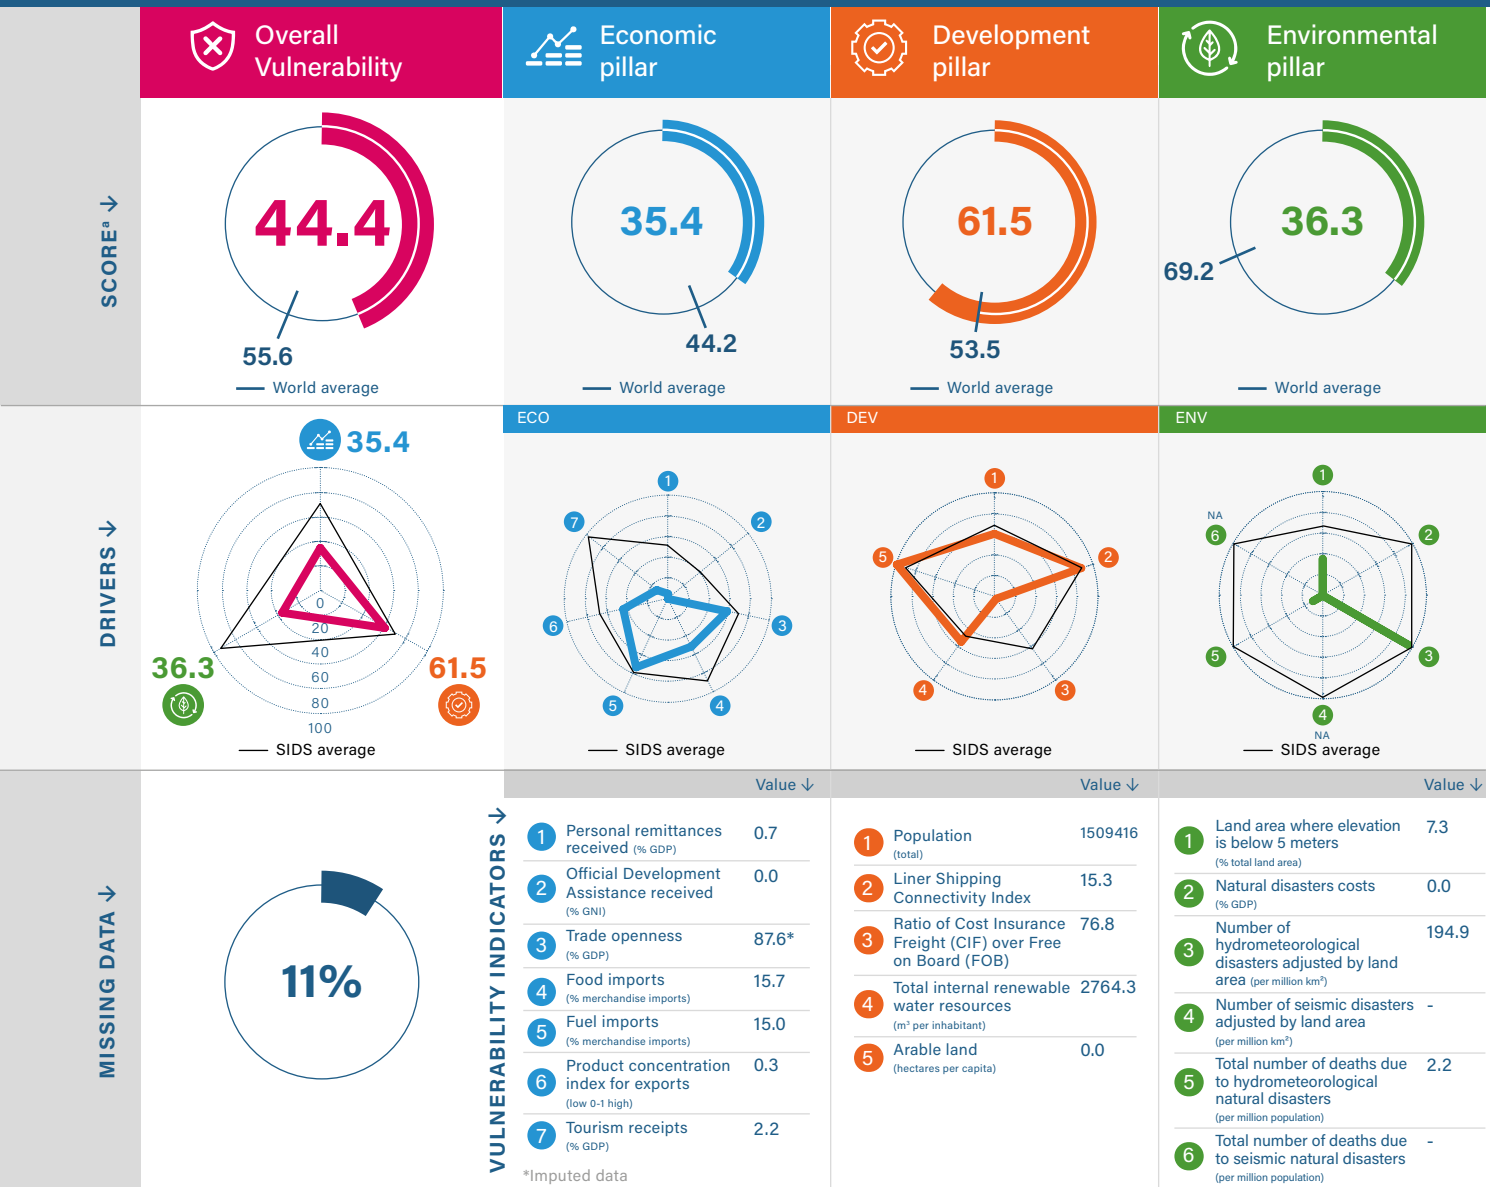 Overall
Vulnerability
Economic
pillar
Development
pillar
Environmental
pillar
SCOREᵃ →
44.4
55.6
World average
35.4
44.2
World average
61.5
53.5
World average
36.3
69.2
World average
DRIVERS →
35.4
0
20
40
60
80
100
36.3
61.5
SIDS average
ECO
1
2
3
4
5
6
7
SIDS average
DEV
1
2
3
4
5
SIDS average
ENV
1
2
3
4
NA
5
NA
6
SIDS average
MISSING DATA →
11%
VULNERABILITY INDICATORS →
Value ↓
1 Personal remittances 0.7
received (% GDP)
2 Official Development 0.0
Assistance received
(% GNI)
3 Trade openness 87.6*
(% GDP)
4 Food imports 15.7
(% merchandise imports)
5 Fuel imports 15.0
(% merchandise imports)
6 Product concentration 0.3
index for exports
(low 0-1 high)
7 Tourism receipts 2.2
(% GDP)
*Imputed data
Value ↓
1 Population 1509416
(total)
2 Liner Shipping 15.3
Connectivity Index
3 Ratio of Cost Insurance 76.8
Freight (CIF) over Free
on Board (FOB)
4 Total internal renewable 2764.3
water resources
(m³ per inhabitant)
5 Arable land 0.0
(hectares per capita)
Value ↓
1 Land area where elevation 7.3
is below 5 meters
(% total land area)
2 Natural disasters costs 0.0
(% GDP)
3 Number of 194.9
hydrometeorological
disasters adjusted by land
area (per million km²)
4 Number of seismic disasters -
adjusted by land area
(per million km²)
5 Total number of deaths due 2.2
to hydrometeorological
natural disasters
(per million population)
6 Total number of deaths due -
to seismic natural disasters
(per million population)